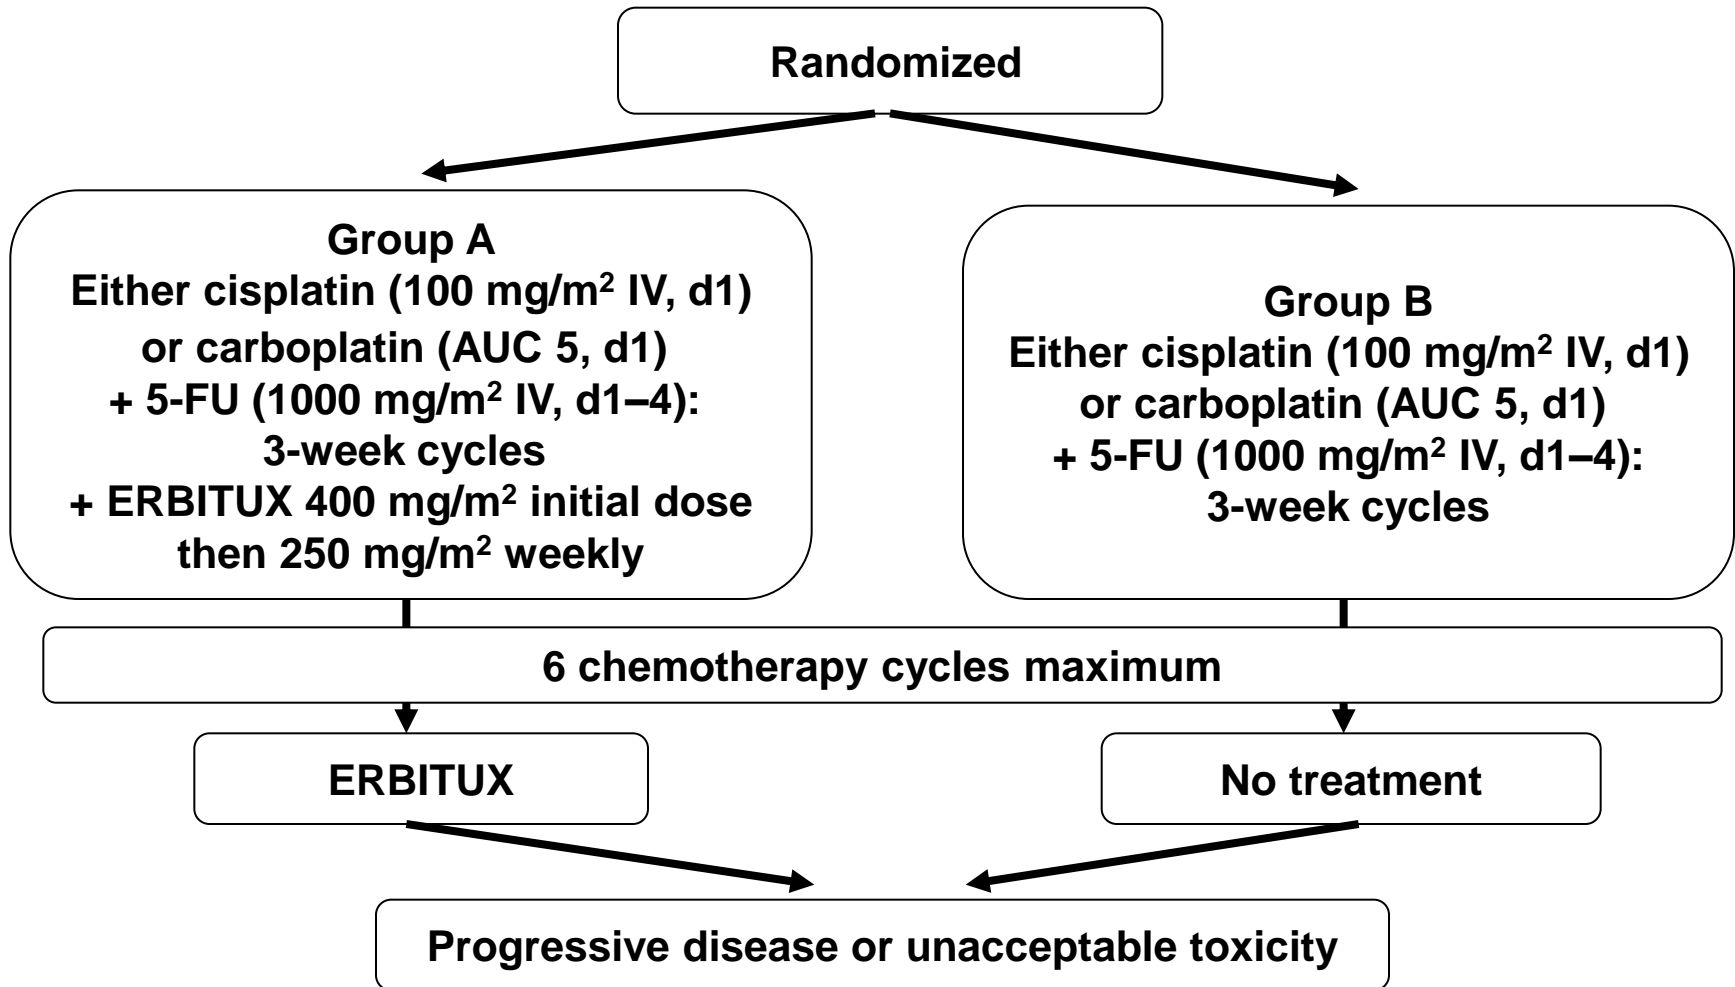 Randomized
Group A
Either cisplatin (100 mg/m² IV, d1)
or carboplatin (AUC 5, d1)
+ 5-FU (1000 mg/m² IV, d1–4):
3-week cycles
+ ERBITUX 400 mg/m² initial dose
then 250 mg/m² weekly
Group B
Either cisplatin (100 mg/m² IV, d1)
or carboplatin (AUC 5, d1)
+ 5-FU (1000 mg/m² IV, d1–4):
3-week cycles
6 chemotherapy cycles maximum
ERBITUX
No treatment
Progressive disease or unacceptable toxicity